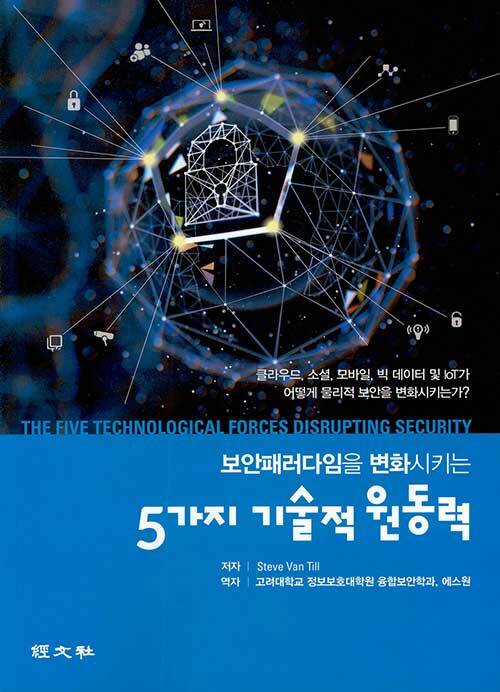 클라우드, 소셜, 모바일, 빅 데이터 및 IoT가
어떻게 물리적 보안을 변화시키는가?
THE FIVE TECHNOLOGICAL FORCES DISRUPTING SECURITY
보안패러다임을 변화시키는
5가지 기술적 원동력
저자 | Steve Van Till
역자 | 고려대학교 정보보호대학원 융합보안학과, 에스원
經文社